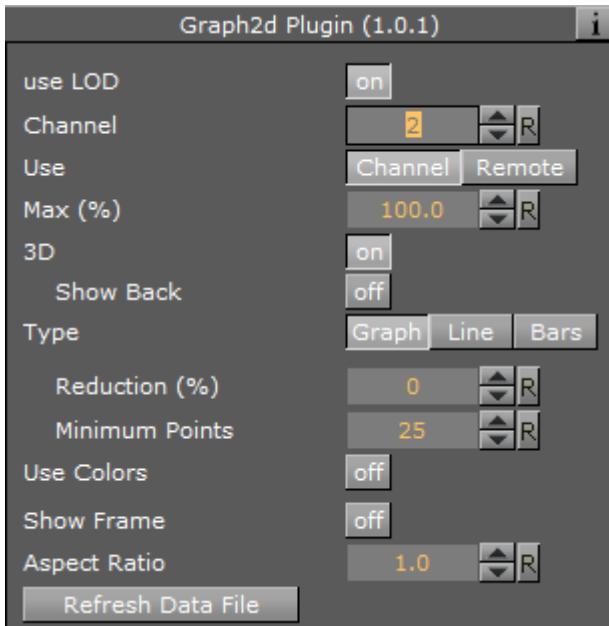 Graph2d Plugin (1.0.1) i
use LOD on
Channel 2 R
Use Channel Remote
Max (%) 100.0 R
3D on
Show Back off
Type Graph Line Bars
Reduction (%) 0 R
Minimum Points 25 R
Use Colors off
Show Frame off
Aspect Ratio 1.0 R
Refresh Data File